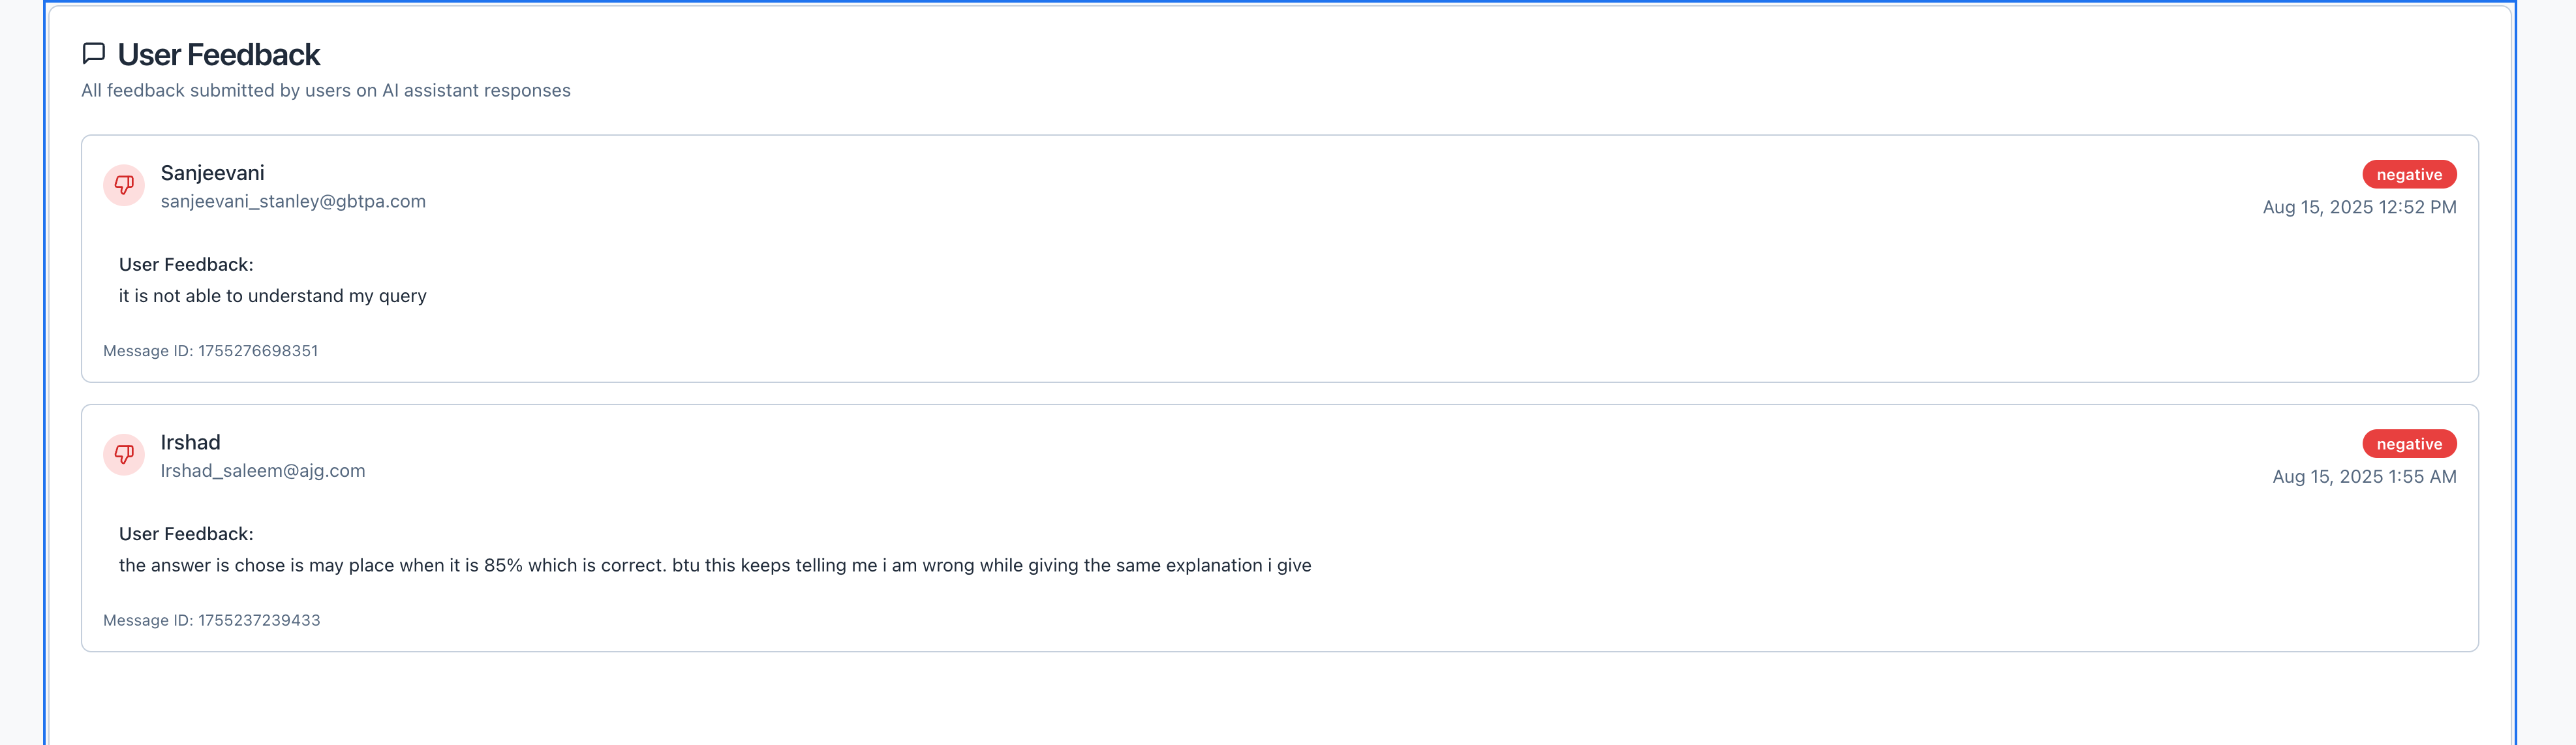 User Feedback
All feedback submitted by users on AI assistant responses
Sanjeevani
sanjeevani_stanley@gbtpa.com
negative
Aug 15, 2025 12:52 PM
User Feedback:
it is not able to understand my query
Message ID: 1755276698351
Irshad
Irshad_saleem@ajg.com
negative
Aug 15, 2025 1:55 AM
User Feedback:
the answer is chose is may place when it is 85% which is correct. btu this keeps telling me i am wrong while giving the same explanation i give
Message ID: 1755237239433